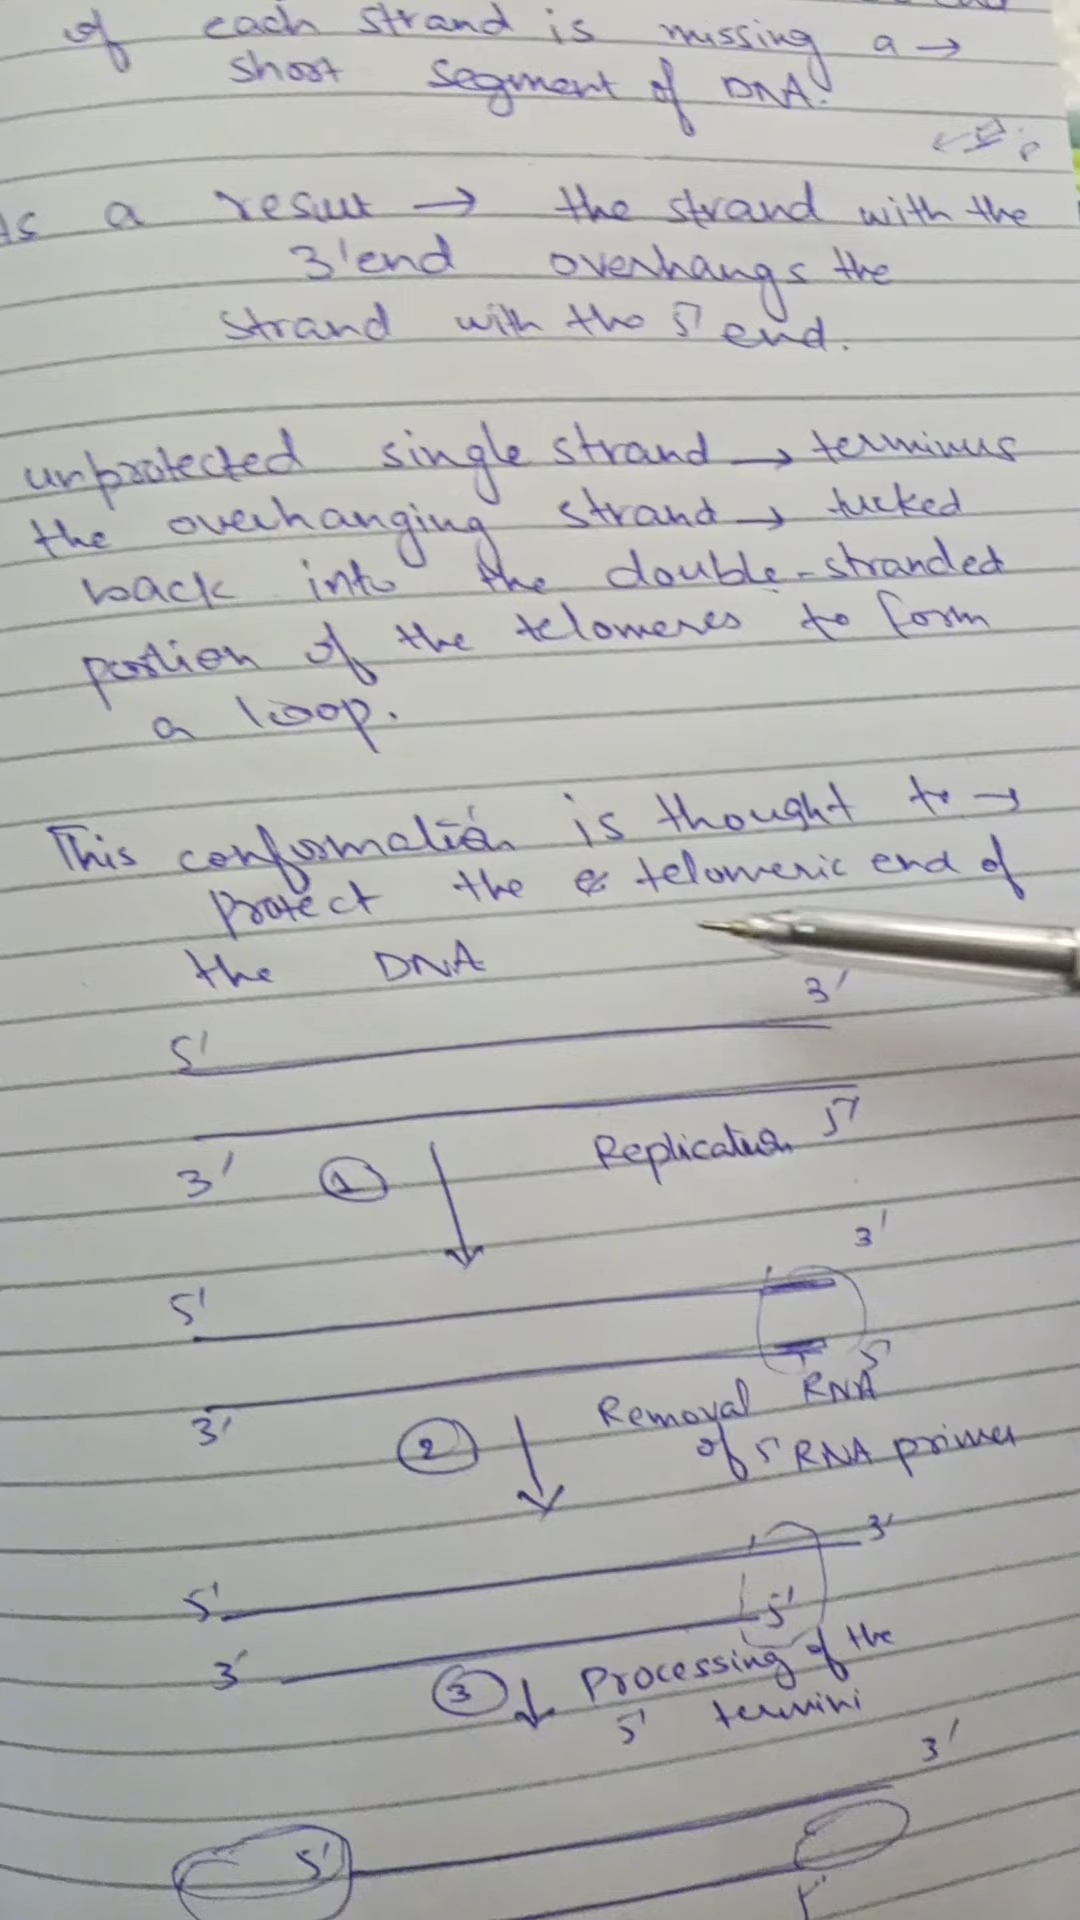 of each strand is missing a →
short segment of DNA.
As a result → the strand with the
3' end overhangs the
strand with the 5' end.
unprotected single strand → terminus
the overhanging strand → tucked
back into the double-stranded
portion of the telomeres to form
a loop.
This conformation is thought to →
protect the telomeric end of
the DNA
3'
5'
5'
3' 1 Replication
3'
5'
5'
RNA
3'
2 Removal
of 5' RNA primer
3'
5'
5'
3'
3 Processing of the
5' termini
3'
5'
5'